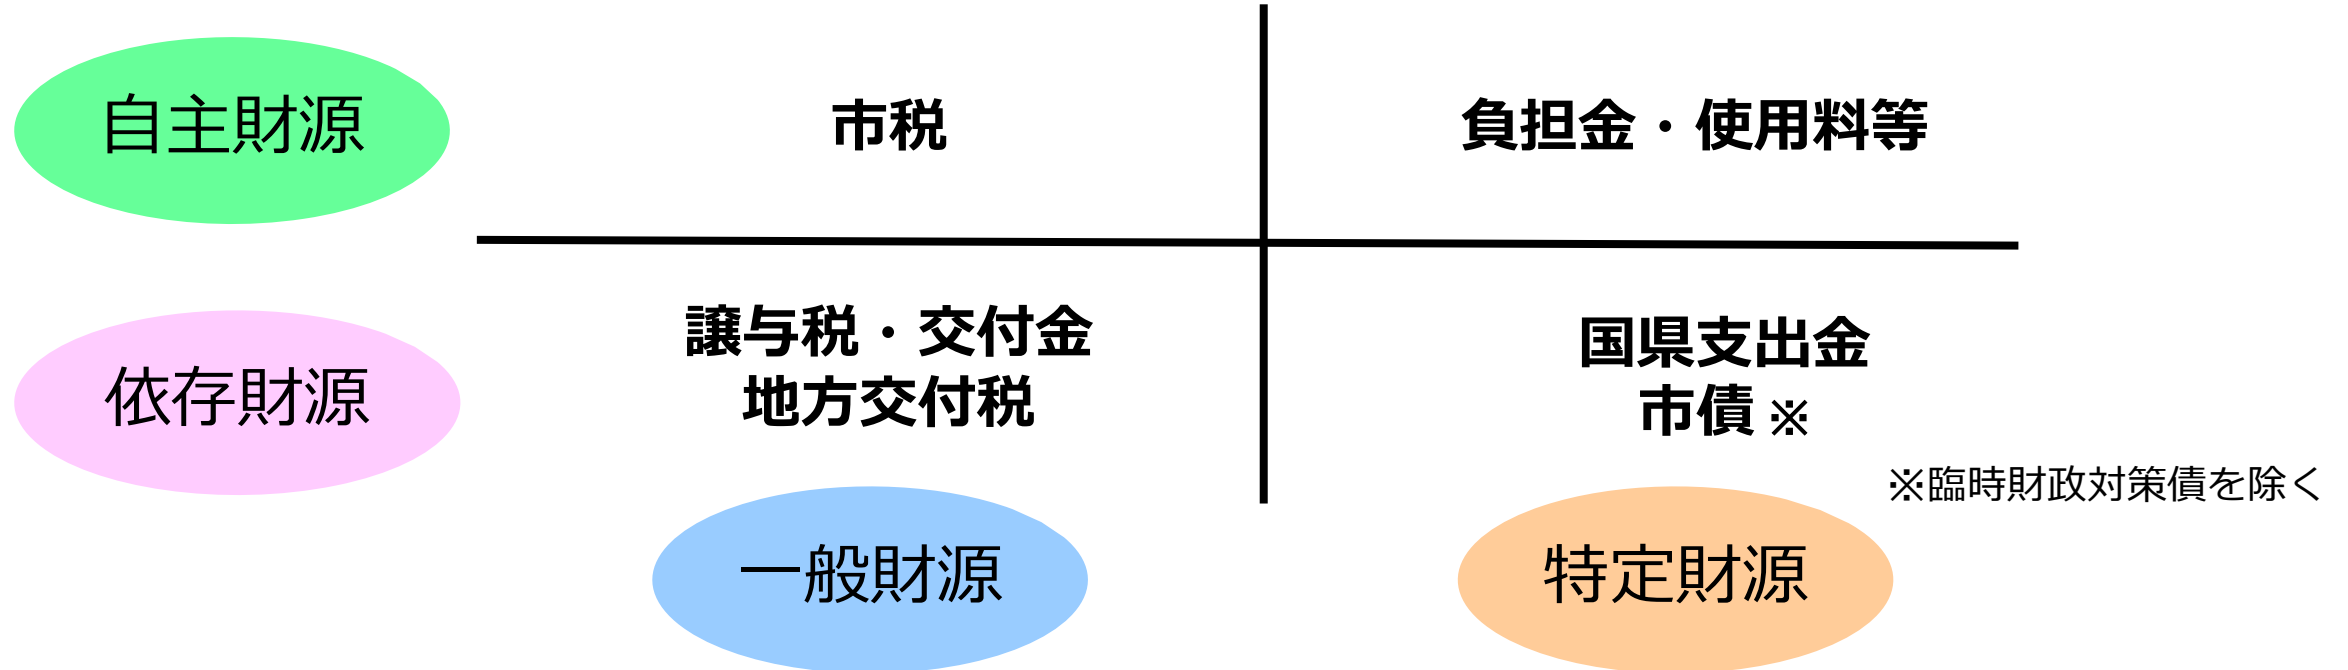 自主財源
市税
負担金・使用料等
依存財源
譲与税・交付金
地方交付税
国県支出金
市債 ※
※臨時財政対策債を除く
一般財源
特定財源